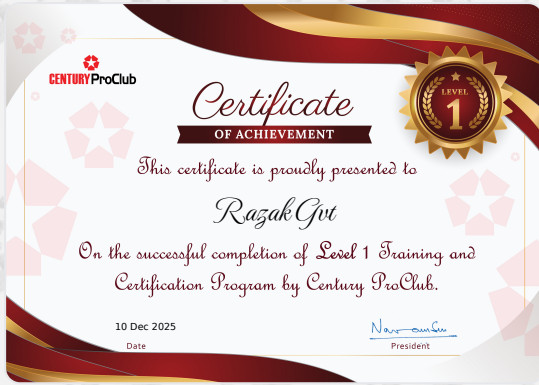 CENTURY ProClub
Certificate
OF ACHIEVEMENT
LEVEL
1
This certificate is proudly presented to
Razak Gvt
On the successful completion of Level 1 Training and
Certification Program by Century ProClub.
10 Dec 2025
Date
President